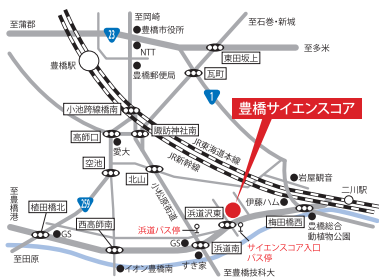 至蒲郡
至岡崎
至石巻・新城
23
豊橋市役所
NTT
豊橋郵便局
豊橋駅
東田坂上
至多米
瓦町
1
小池跨線橋南
諏訪神社南
高師口
愛大
豊橋サイエンスコア
JR東海道本線
JR新幹線
空池
北山
小松原街道
岩屋観音
二川駅
伊藤ハム
至豊橋港
植田橋北
259
西高師南
浜道沢東
浜道バス停
梅田橋西
豊橋総合
動植物公園
GS
GS
浜道南
サイエンスコア入口
バス停
至田原
イオン豊橋南
すき家
至豊橋技科大